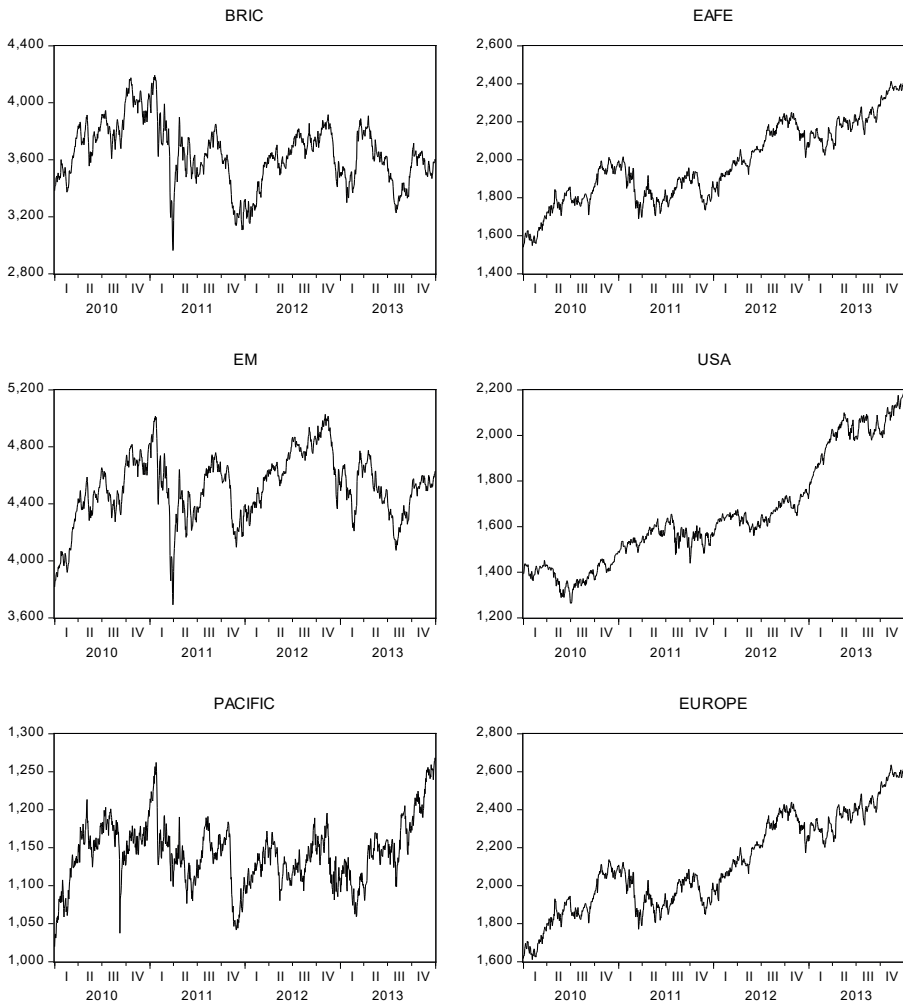 BRIC
4,400
4,000
3,600
3,200
2,800
I II III IV I II III IV I II III IV I II III IV
2010 2011 2012 2013
EAFE
2,600
2,400
2,200
2,000
1,800
1,600
1,400
I II III IV I II III IV I II III IV I II III IV
2010 2011 2012 2013
EM
5,200
4,800
4,400
4,000
3,600
I II III IV I II III IV I II III IV I II III IV
2010 2011 2012 2013
USA
2,200
2,000
1,800
1,600
1,400
1,200
I II III IV I II III IV I II III IV I II III IV
2010 2011 2012 2013
PACIFIC
1,300
1,250
1,200
1,150
1,100
1,050
1,000
I II III IV I II III IV I II III IV I II III IV
2010 2011 2012 2013
EUROPE
2,800
2,600
2,400
2,200
2,000
1,800
1,600
I II III IV I II III IV I II III IV I II III IV
2010 2011 2012 2013